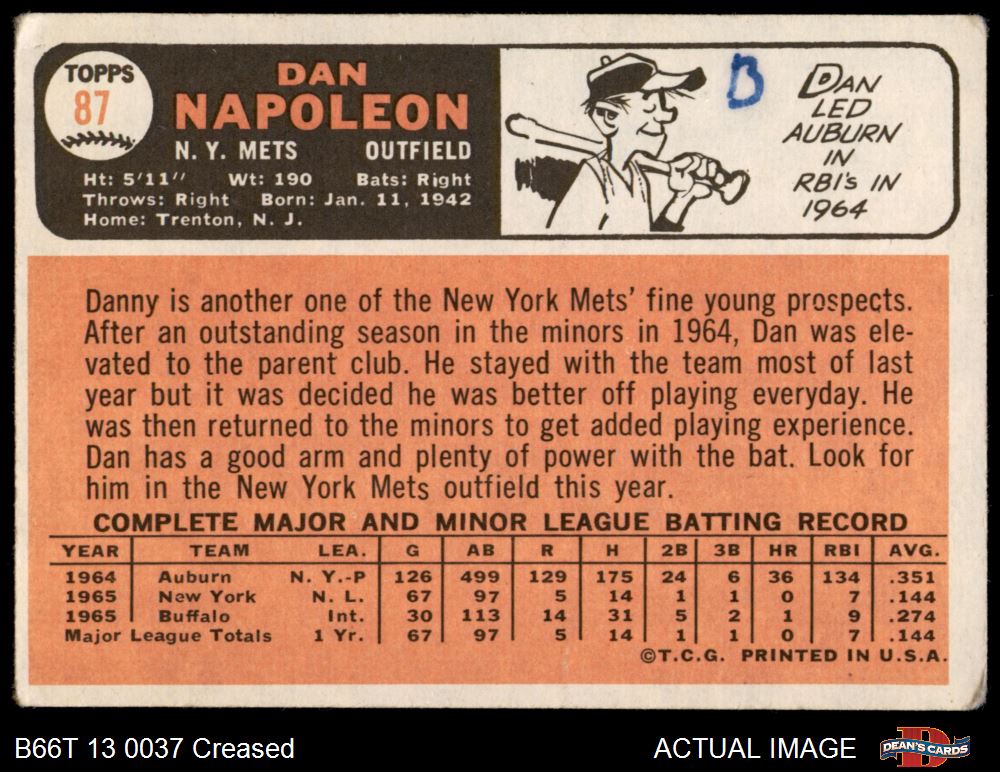 TOPPS
87
DAN
NAPOLEON
N. Y. METS OUTFIELD
Ht: 5'11" Wt: 190 Bats: Right
Throws: Right Born: Jan. 11, 1942
Home: Trenton, N. J.
B
DAN
LED
AUBURN
IN
RBI's IN
1964
Danny is another one of the New York Mets' fine young prospects.
After an outstanding season in the minors in 1964, Dan was ele-
vated to the parent club. He stayed with the team most of last
year but it was decided he was better off playing everyday. He
was then returned to the minors to get added playing experience.
Dan has a good arm and plenty of power with the bat. Look for
him in the New York Mets outfield this year.
COMPLETE MAJOR AND MINOR LEAGUE BATTING RECORD
YEAR TEAM LEA. G AB R H 2B 3B HR RBI AVG.
1964 Auburn N. Y.-P 126 499 129 175 24 6 36 134 .351
1965 New York N. L. 67 97 5 14 1 1 0 7 .144
1965 Buffalo Int. 30 113 14 31 5 2 1 9 .274
Major League Totals 1 Yr. 67 97 5 14 1 1 0 7 .144
©T.C.G. PRINTED IN U.S.A.
B66T 13 0037 Creased
ACTUAL IMAGE
DEAN'S CARDS